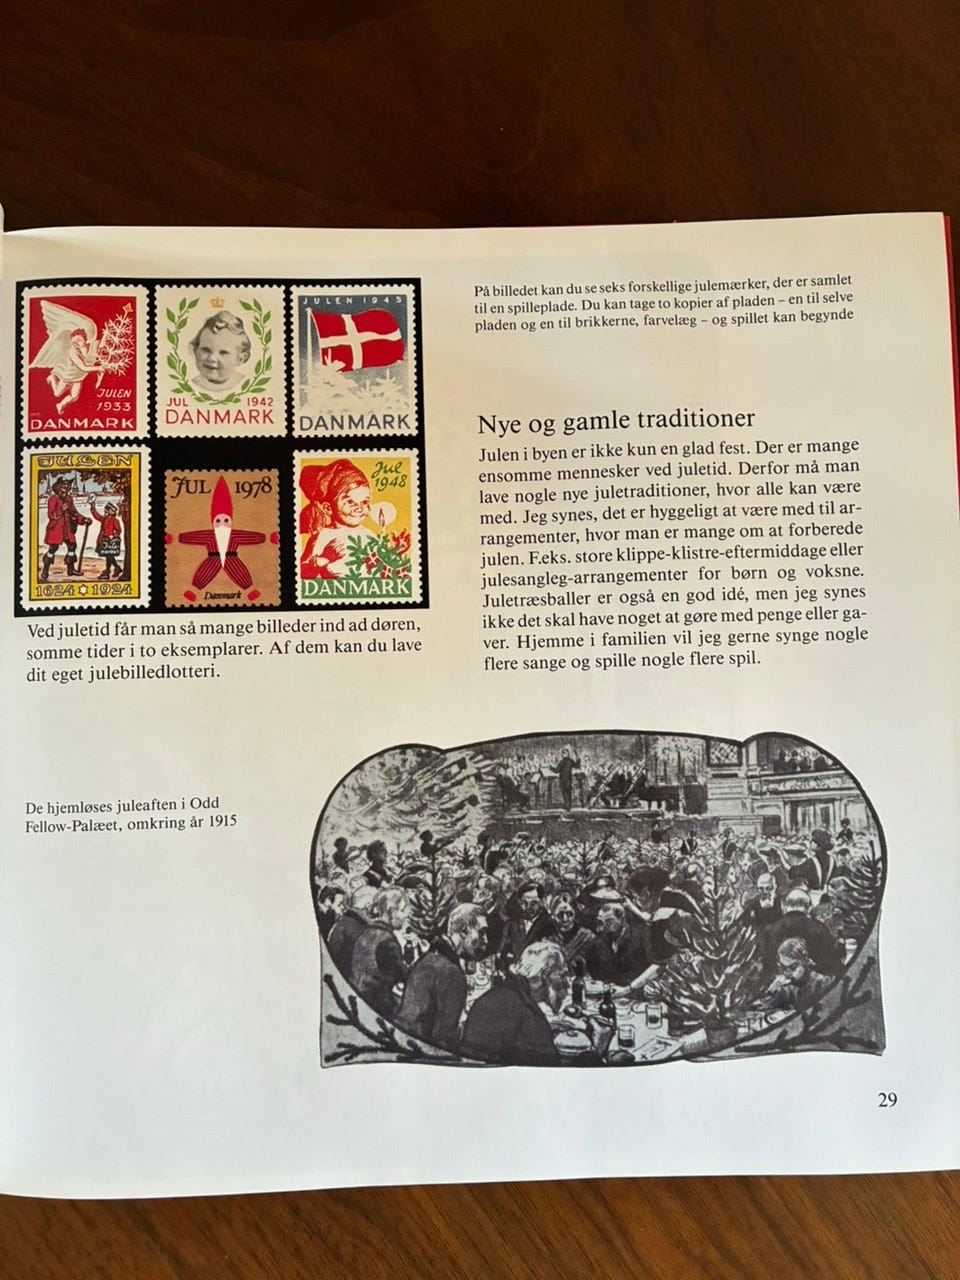 JULEN
1933
DANMARK
JUL 1942
DANMARK
JULEN 1945
DANMARK
JULEN
1624 1924
JUL 1978
Danmark
Jul
1948
DANMARK
Ved juletid får man så mange billeder ind ad døren,
somme tider i to eksemplarer. Af dem kan du lave
dit eget julebilledlotteri.
På billedet kan du se seks forskellige julemærker, der er samlet
til en spilleplade. Du kan tage to kopier af pladen – en til selve
pladen og en til brikkerne, farvelæg – og spillet kan begynde
Nye og gamle traditioner
Julen i byen er ikke kun en glad fest. Der er mange
ensomme mennesker ved juletid. Derfor må man
lave nogle nye juletraditioner, hvor alle kan være
med. Jeg synes, det er hyggeligt at være med til ar-
rangementer, hvor man er mange om at forberede
julen. F.eks. store klippe-klistre-eftermiddage eller
julesangleg-arrangementer for børn og voksne.
Juletræsballer er også en god idé, men jeg synes
ikke det skal have noget at gøre med penge eller ga-
ver. Hjemme i familien vil jeg gerne synge nogle
flere sange og spille nogle flere spil.
De hjemløses juleaften i Odd
Fellow-Palæet, omkring år 1915
29